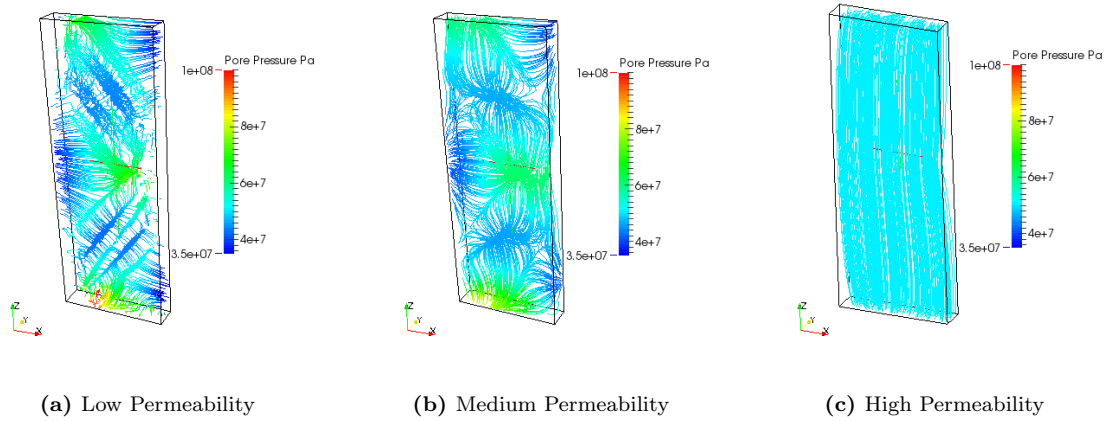 Pore Pressure Pa
1e+08
8e+7
6e+7
4e+7
3.5e+07
Z
Y
X
(a) Low Permeability
Pore Pressure Pa
1e+08
8e+7
6e+7
4e+7
3.5e+07
Z
Y
X
(b) Medium Permeability
Pore Pressure Pa
1e+08
8e+7
6e+7
4e+7
3.5e+07
Z
Y
X
(c) High Permeability